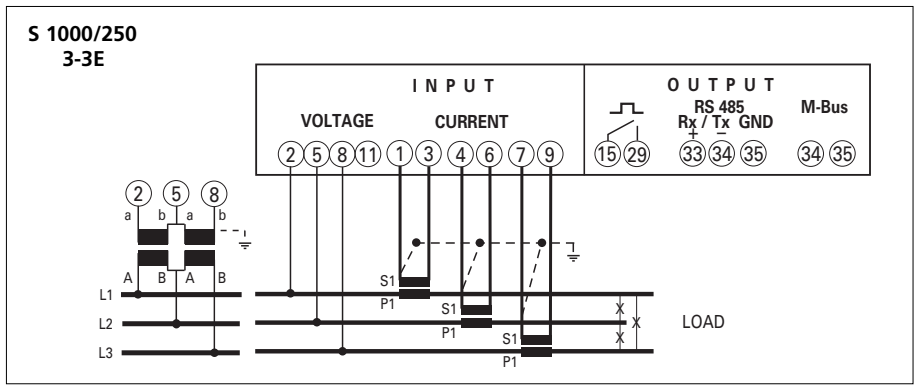 S 1000/250
3-3E
I N P U T
O U T P U T
VOLTAGE
CURRENT
RS 485
Rx / Tx GND
+ –
M-Bus
2 5 8 11 1 3 4 6 7 9 15 29 33 34 35 34 35
2 5 8
a b a b
A B A B
L1
L2
L3
S1
P1
S1
P1
S1
P1
X
X
X
LOAD